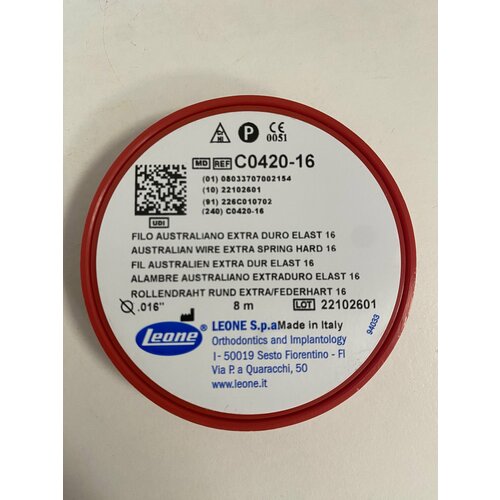 Cr
Ni
P
CE
0051
MD REF C0420-16
(01) 08033707002154
(10) 22102601
(91) 226C010702
(240) C0420-16
UDI
FILO AUSTRALIANO EXTRA DURO ELAST 16
AUSTRALIAN WIRE EXTRA SPRING HARD 16
FIL AUSTRALIEN EXTRA DUR ELAST 16
ALAMBRE AUSTRALIANO EXTRADURO ELAST 16
ROLLENDRAHT RUND EXTRA/FEDERHART 16
.016" 8 m LOT 22102601
Leone LEONE S.p.a Made in Italy
Orthodontics and Implantology
I - 50019 Sesto Fiorentino - FI
Via P. a Quaracchi, 50
www.leone.it
94033